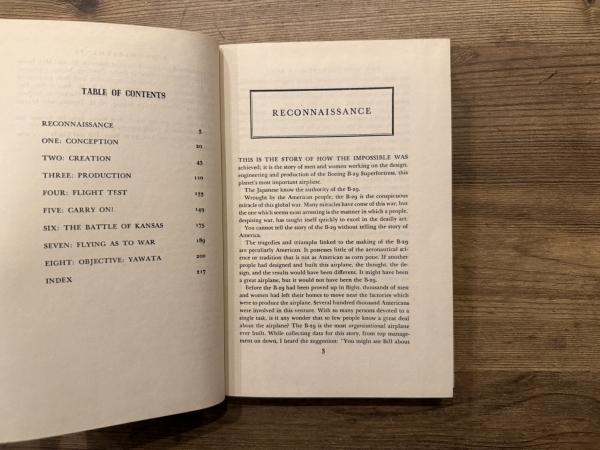 TABLE OF CONTENTS
RECONNAISSANCE 5
ONE: CONCEPTION 20
TWO: CREATION 45
THREE: PRODUCTION 110
FOUR: FLIGHT TEST 135
FIVE: CARRY ON! 149
SIX: THE BATTLE OF KANSAS 175
SEVEN: FLYING AS TO WAR 189
EIGHT: OBJECTIVE: YAWATA 200
INDEX 217
RECONNAISSANCE
THIS IS THE STORY OF HOW THE IMPOSSIBLE WAS
achieved; it is the story of men and women working on the design,
engineering and production of the Boeing B-29 Superfortress, this
planet's most important airplane.
The Japanese know the authority of the B-29.
Wrought by the American people; the B-29 is the conspicuous
miracle of this global war. Many miracles have come of this war, but
the one which seems most arresting is the manner in which a people,
despising war, has taught itself quickly to excel in the deadly art.
You cannot tell the story of the B-29 without telling the story of
America.
The tragedies and triumphs linked to the making of the B-29
are peculiarly American. It possesses little of the aeronautical sci-
ence or tradition that is not as American as corn pone. If another
people had designed and built this airplane, the thought, the de-
sign, and the results would have been different. It might have been
a great airplane, but it would not have been the B-29.
Before the B-29 had been proved up in flight, thousands of men
and women had left their homes to move near the factories which
were to produce the airplane. Several hundred thousand Americans
were involved in this venture. With so many persons devoted to a
single task, is it any wonder that so few people know a great deal
about the airplane? The B-29 is the most organizational airplane
ever built. While collecting data for this story, from top manage-
ment on down, I heard the suggestion: "You might see Bill about
5